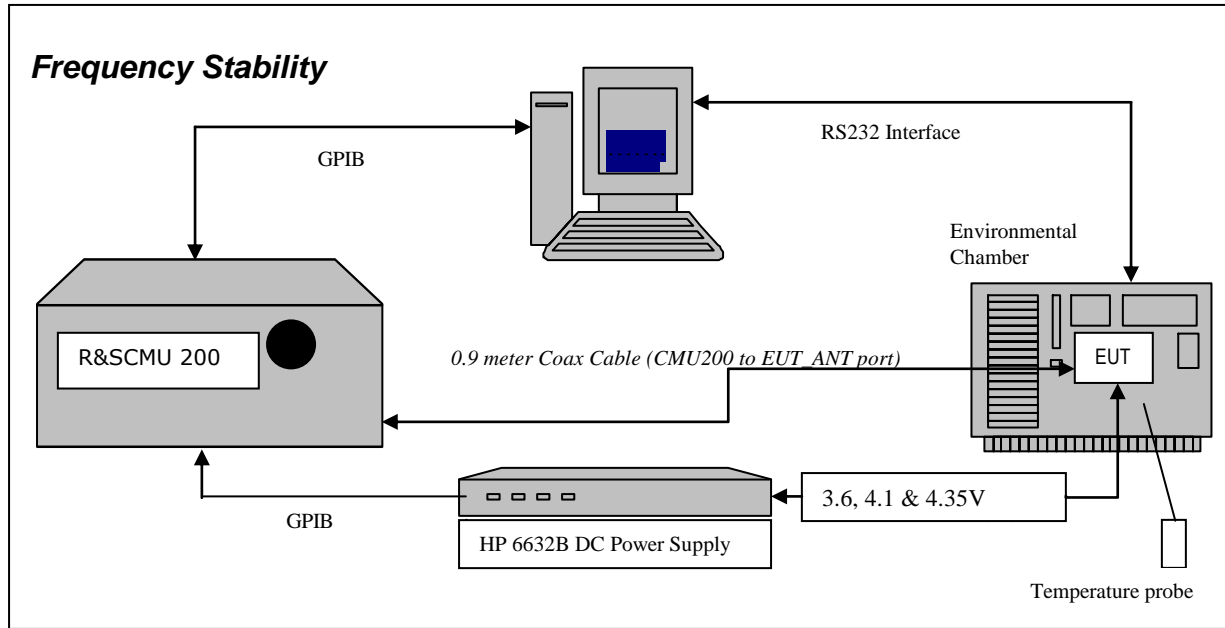 Frequency Stability
RS232 Interface
GPIB
Environmental
Chamber
R&SCMU 200
0.9 meter Coax Cable (CMU200 to EUT_ANT port)
EUT
3.6, 4.1 & 4.35V
GPIB
HP 6632B DC Power Supply
Temperature probe